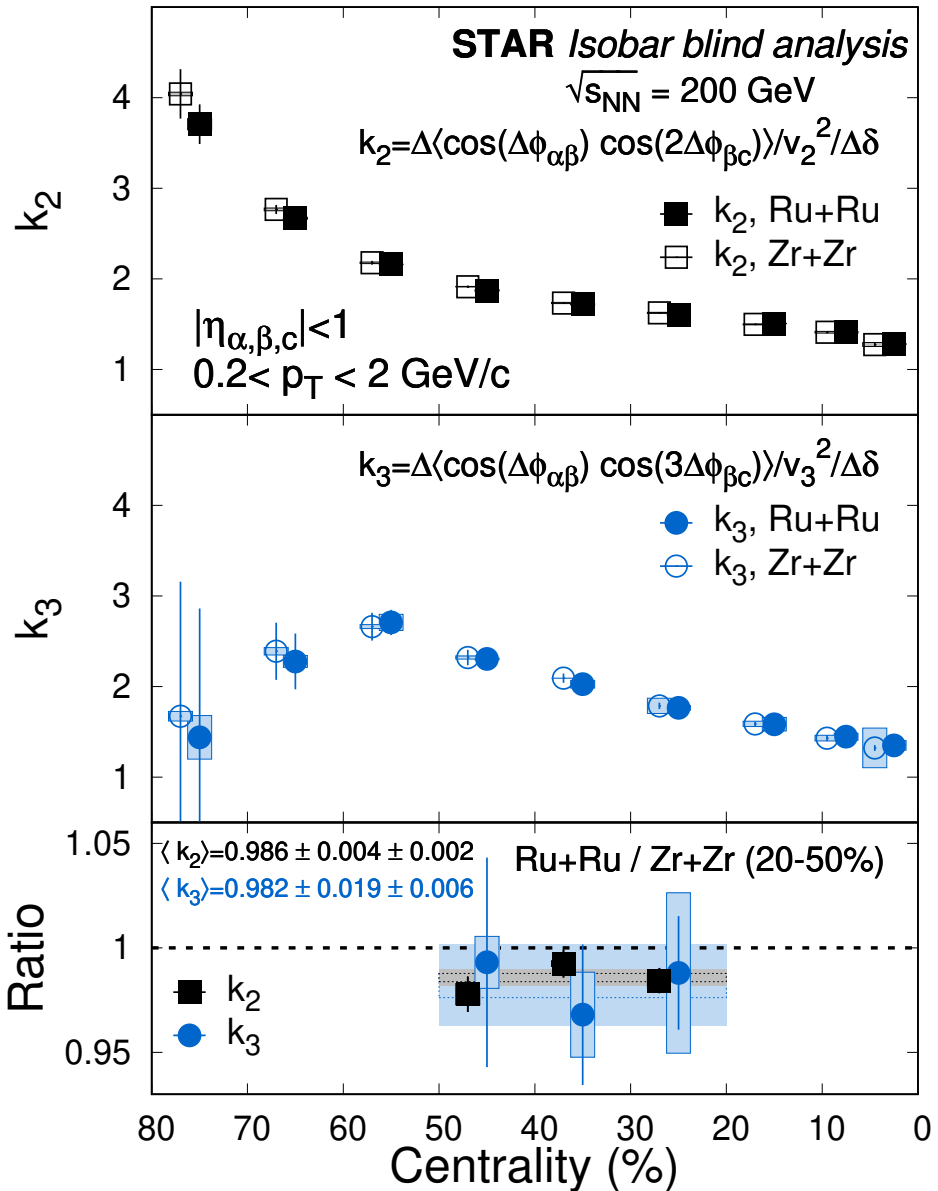 STAR Isobar blind analysis
√sNN = 200 GeV
k2=Δ⟨cos(Δϕαβ) cos(2Δϕβc)⟩/v2²/Δδ
k2, Ru+Ru
k2, Zr+Zr
|ηα,β,c|<1
0.2< pT < 2 GeV/c
k2
4
3
2
1
k3=Δ⟨cos(Δϕαβ) cos(3Δϕβc)⟩/v3²/Δδ
k3, Ru+Ru
k3, Zr+Zr
k3
4
3
2
1
⟨ k2⟩=0.986 ± 0.004 ± 0.002
⟨ k3⟩=0.982 ± 0.019 ± 0.006
Ru+Ru / Zr+Zr (20-50%)
k2
k3
Ratio
1.05
1
0.95
80 70 60 50 40 30 20 10 0
Centrality (%)